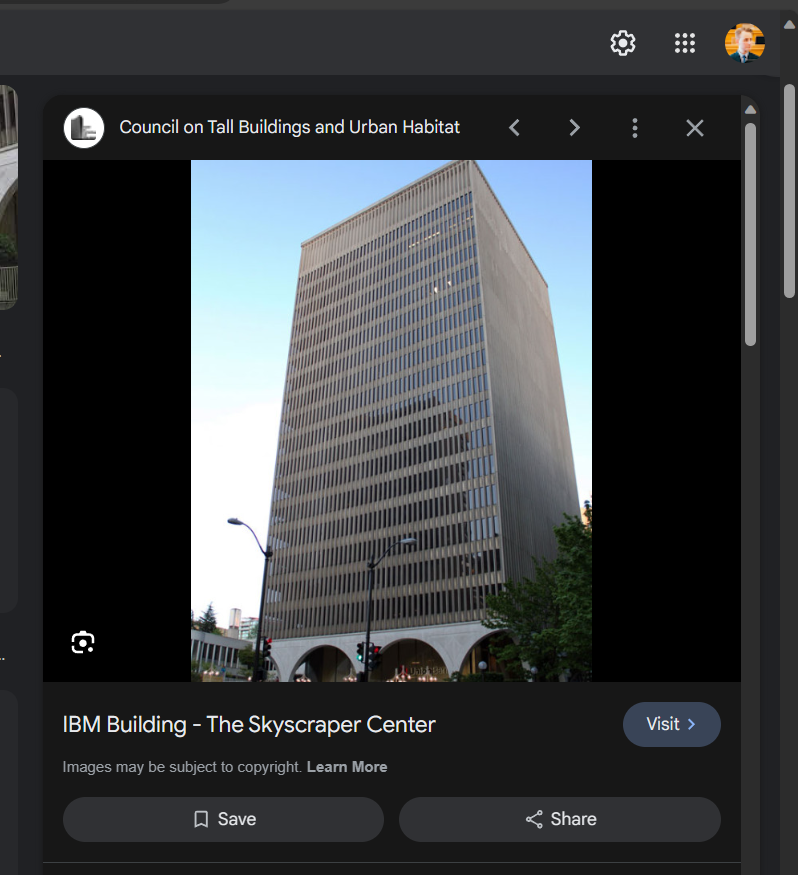 Council on Tall Buildings and Urban Habitat
IBM Building - The Skyscraper Center
Visit
Images may be subject to copyright. Learn More
Save
Share